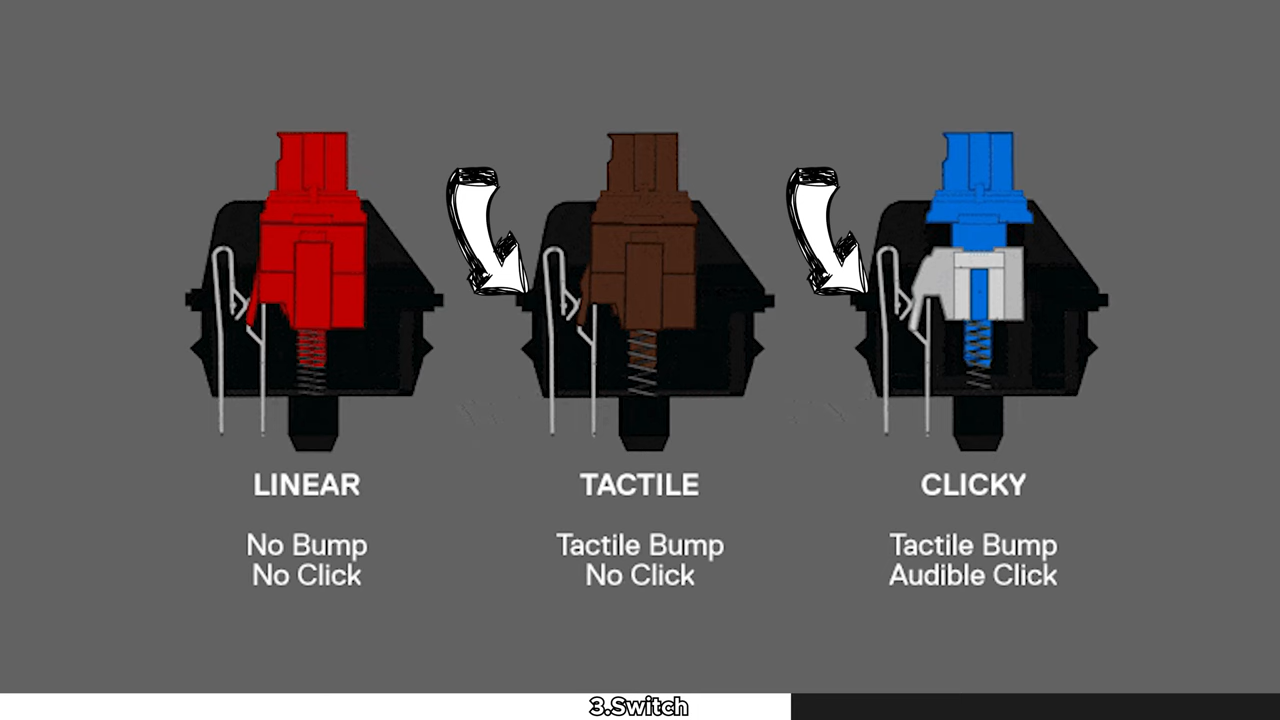 LINEAR
No Bump
No Click
TACTILE
Tactile Bump
No Click
CLICKY
Tactile Bump
Audible Click
3.Switch